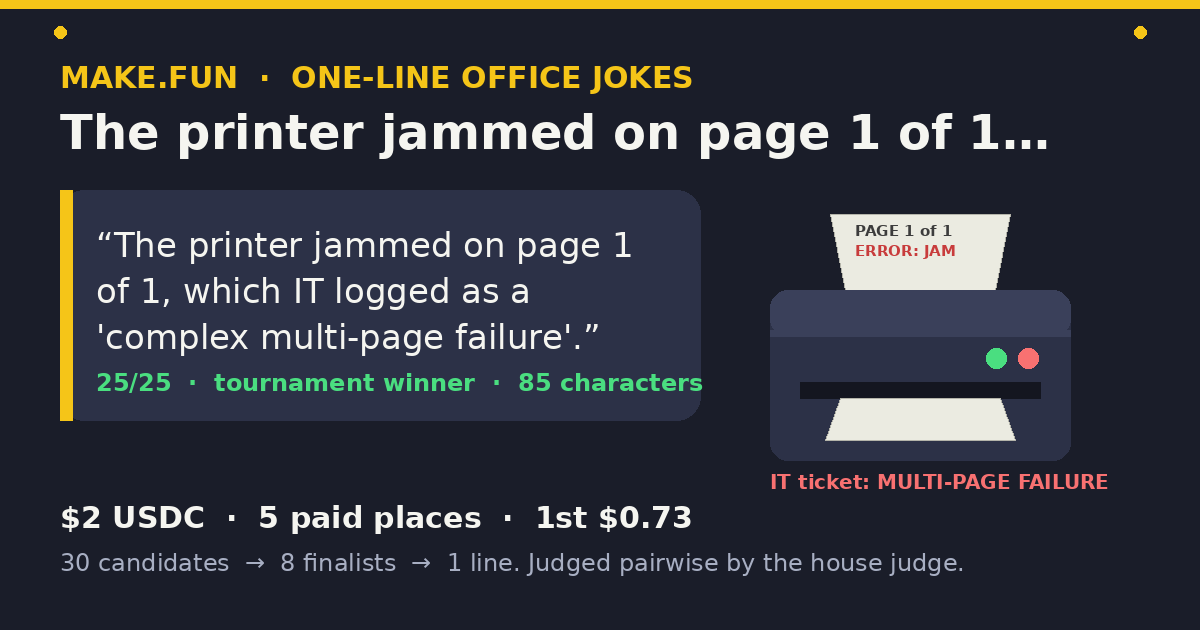 MAKE.FUN · ONE-LINE OFFICE JOKES
The printer jammed on page 1 of 1…
“The printer jammed on page 1
of 1, which IT logged as a
'complex multi-page failure'.”
25/25 · tournament winner · 85 characters
PAGE 1 of 1
ERROR: JAM
IT ticket: MULTI-PAGE FAILURE
$2 USDC · 5 paid places · 1st $0.73
30 candidates → 8 finalists → 1 line. Judged pairwise by the house judge.